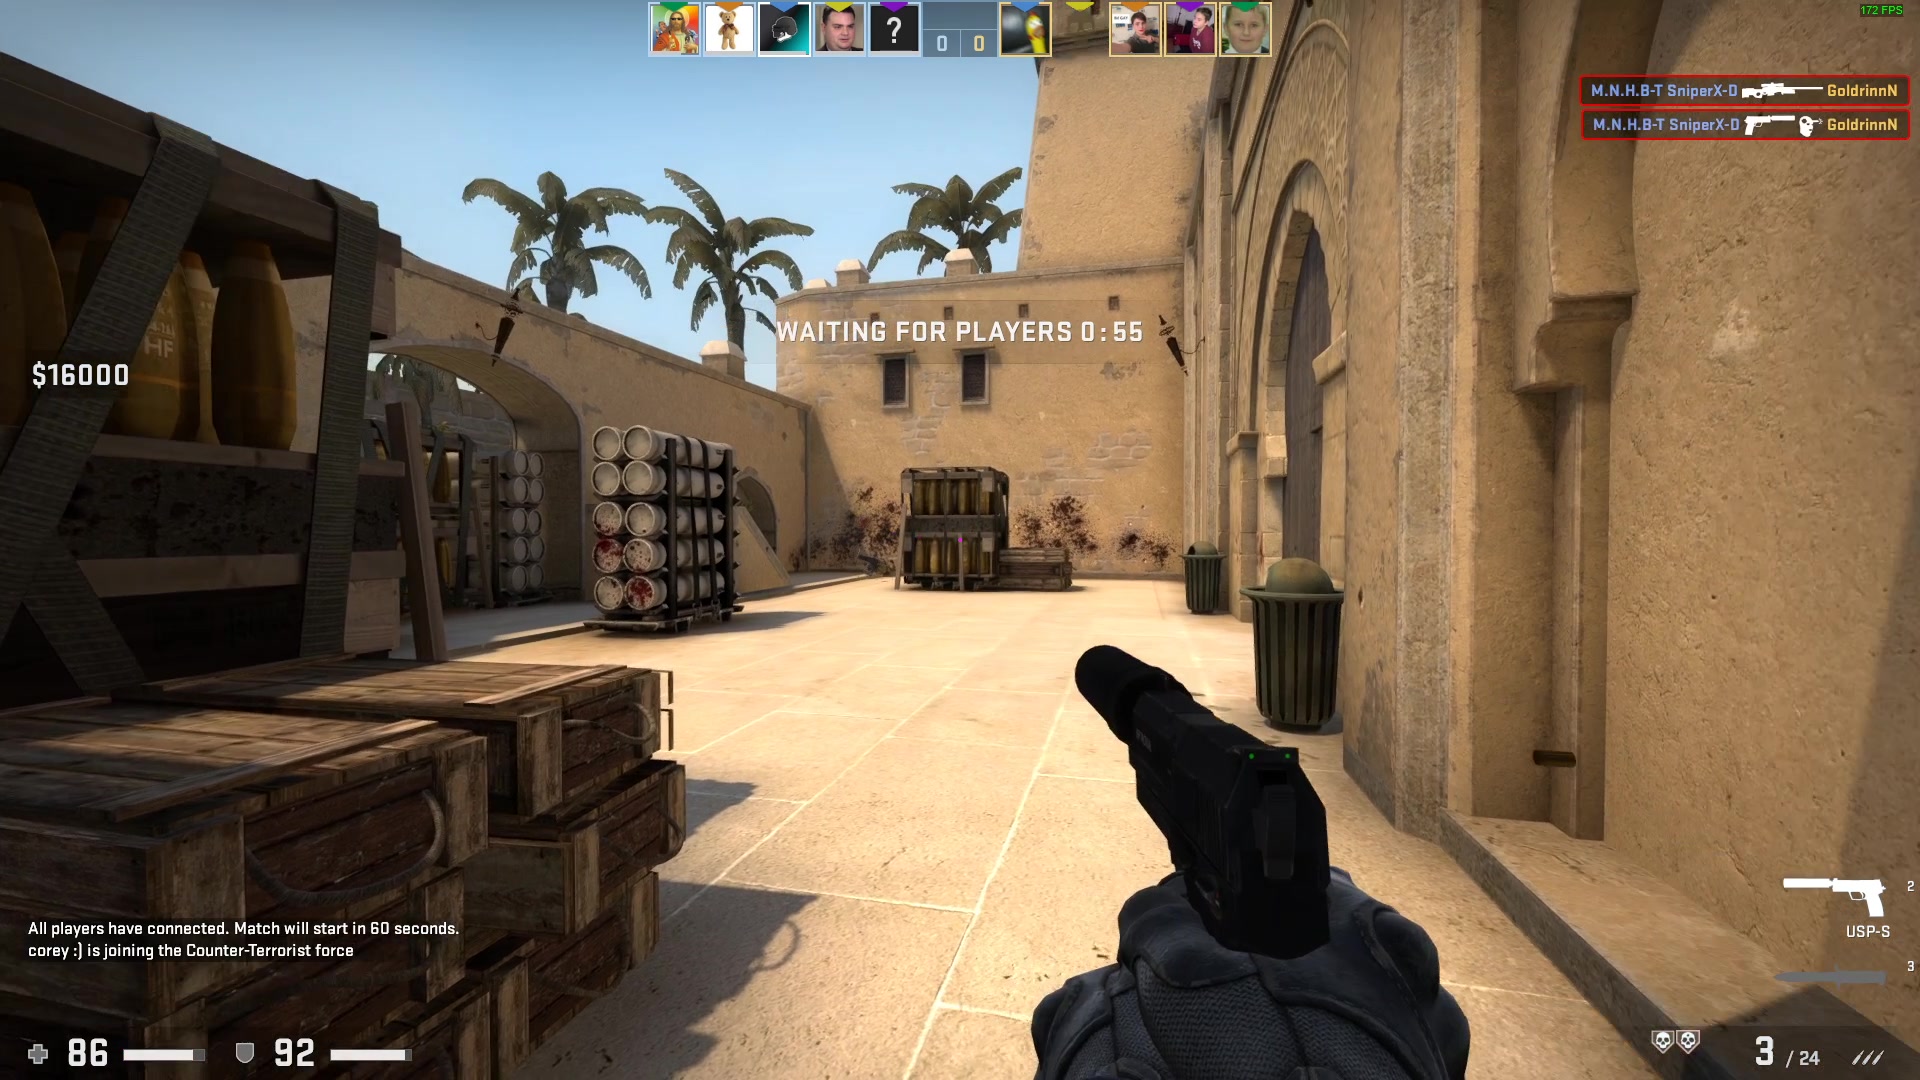 172 FPS
?
0 0
M.N.H.B-T SniperX-D GoldrinnN
M.N.H.B-T SniperX-D GoldrinnN
WAITING FOR PLAYERS 0:55
$16000
HF
2
USP-S
3
All players have connected. Match will start in 60 seconds.
corey :) is joining the Counter-Terrorist force
86 92
3 / 24